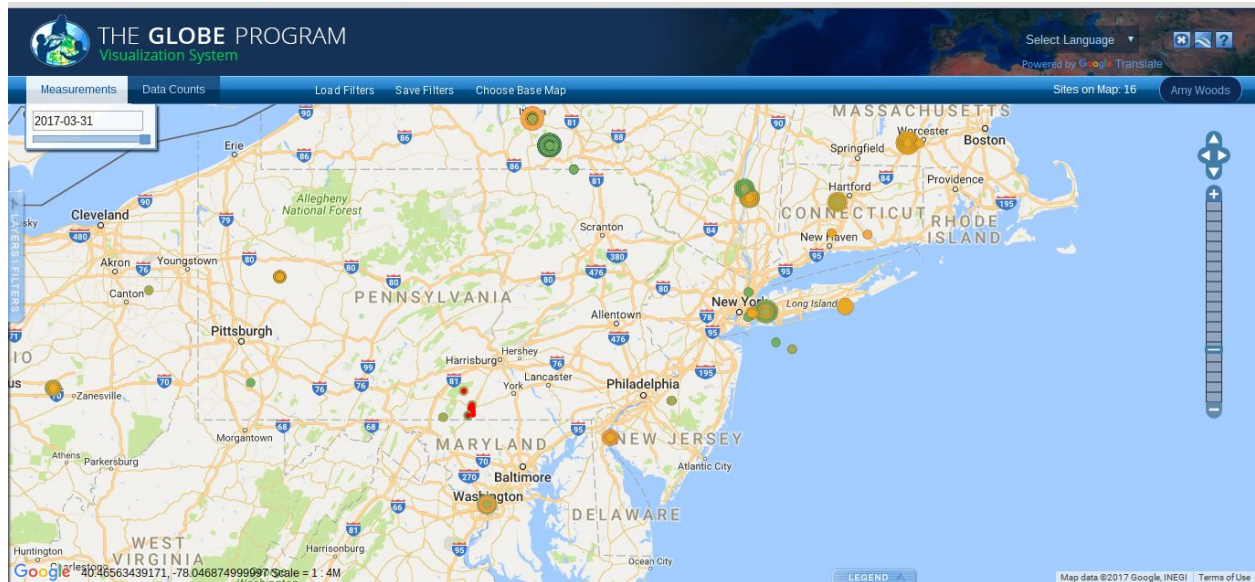 THE GLOBE PROGRAM
Visualization System
Select Language ▼
Powered by Google Translate
Measurements Data Counts Load Filters Save Filters Choose Base Map Sites on Map: 16 Amy Woods
2017-03-31
LAYERS \ FILTERS
MASSACHUSETTS
Worcester
Boston
Springfield
Erie
Hartford
Providence
Allegheny
National Forest
Cleveland
CONNECTICUT
RHODE
ISLAND
Scranton
New Haven
Akron
Youngstown
Canton
PENNSYLVANIA
New York
Long Island
Allentown
Pittsburgh
Hershey
Harrisburg
Lancaster
York
Philadelphia
Zanesville
Morgantown
MARYLAND
NEW JERSEY
Athens
Parkersburg
Atlantic City
Baltimore
Washington
DELAWARE
WEST
VIRGINIA
Huntington
Harrisonburg
Ocean City
Google 40.46563439171, -78.046874999997 Scale = 1 : 4M
LEGEND
Map data ©2017 Google, INEGI Terms of Use